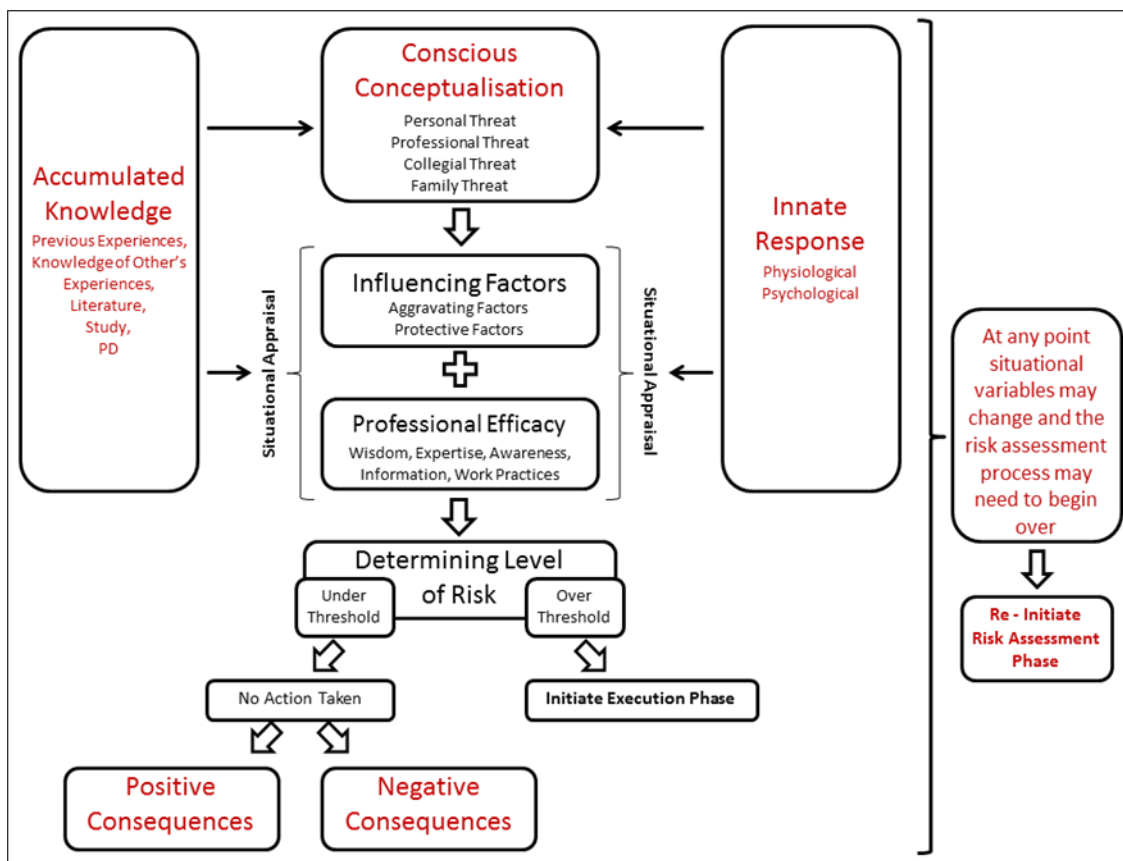 Conscious
Conceptualisation
Personal Threat
Professional Threat
Collegial Threat
Family Threat
Accumulated
Knowledge
Previous Experiences,
Knowledge of Other's
Experiences,
Literature,
Study,
PD
Innate
Response
Physiological
Psychological
Situational Appraisal
Influencing Factors
Aggravating Factors
Protective Factors
Professional Efficacy
Wisdom, Expertise, Awareness,
Information, Work Practices
Situational Appraisal
At any point
situational
variables may
change and the
risk assessment
process may
need to begin
over
Re - Initiate
Risk Assessment
Phase
Determining Level
of Risk
Under
Threshold
Over
Threshold
No Action Taken
Initiate Execution Phase
Positive
Consequences
Negative
Consequences